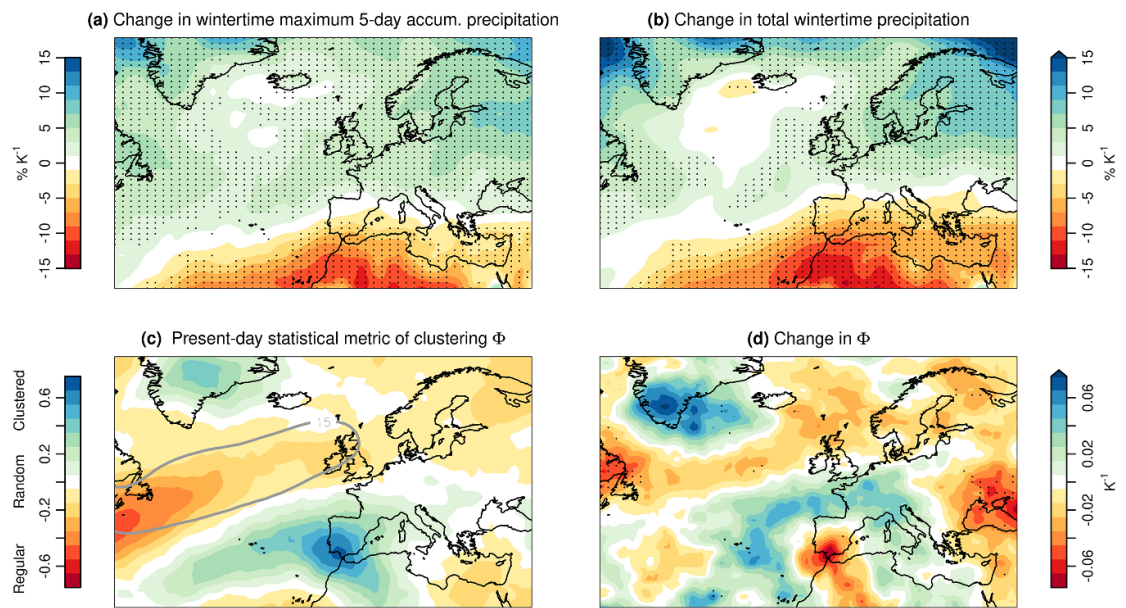 (a) Change in wintertime maximum 5-day accum. precipitation
(b) Change in total wintertime precipitation
15
10
5
0
-5
-10
-15
% K⁻¹
15
10
5
0
-5
-10
-15
% K⁻¹
(c) Present-day statistical metric of clustering Φ
(d) Change in Φ
Clustered
Random
Regular
0.6
0.2
-0.2
-0.6
15
0.06
0.02
-0.02
-0.06
K⁻¹